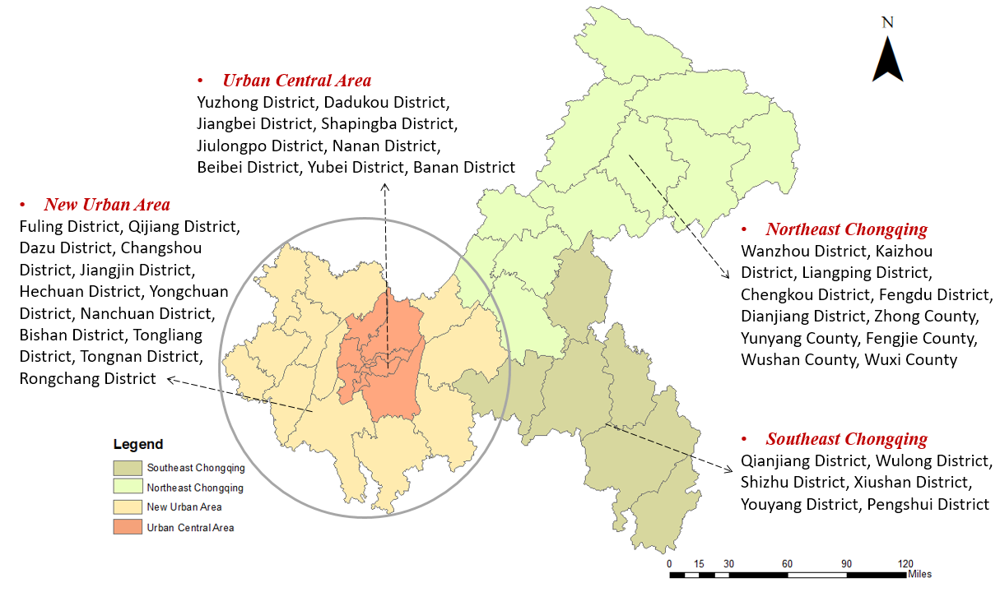 N
• Urban Central Area
Yuzhong District, Dadukou District,
Jiangbei District, Shapingba District,
Jiulongpo District, Nanan District,
Beibei District, Yubei District, Banan District
• New Urban Area
Fuling District, Qijiang District,
Dazu District, Changshou
District, Jiangjin District,
Hechuan District, Yongchuan
District, Nanchuan District,
Bishan District, Tongliang
District, Tongnan District,
Rongchang District
• Northeast Chongqing
Wanzhou District, Kaizhou
District, Liangping District,
Chengkou District, Fengdu District,
Dianjiang District, Zhong County,
Yunyang County, Fengjie County,
Wushan County, Wuxi County
• Southeast Chongqing
Qianjiang District, Wulong District,
Shizhu District, Xiushan District,
Youyang District, Pengshui District
Legend
Southeast Chongqing
Northeast Chongqing
New Urban Area
Urban Central Area
0 15 30 60 90 120
Miles